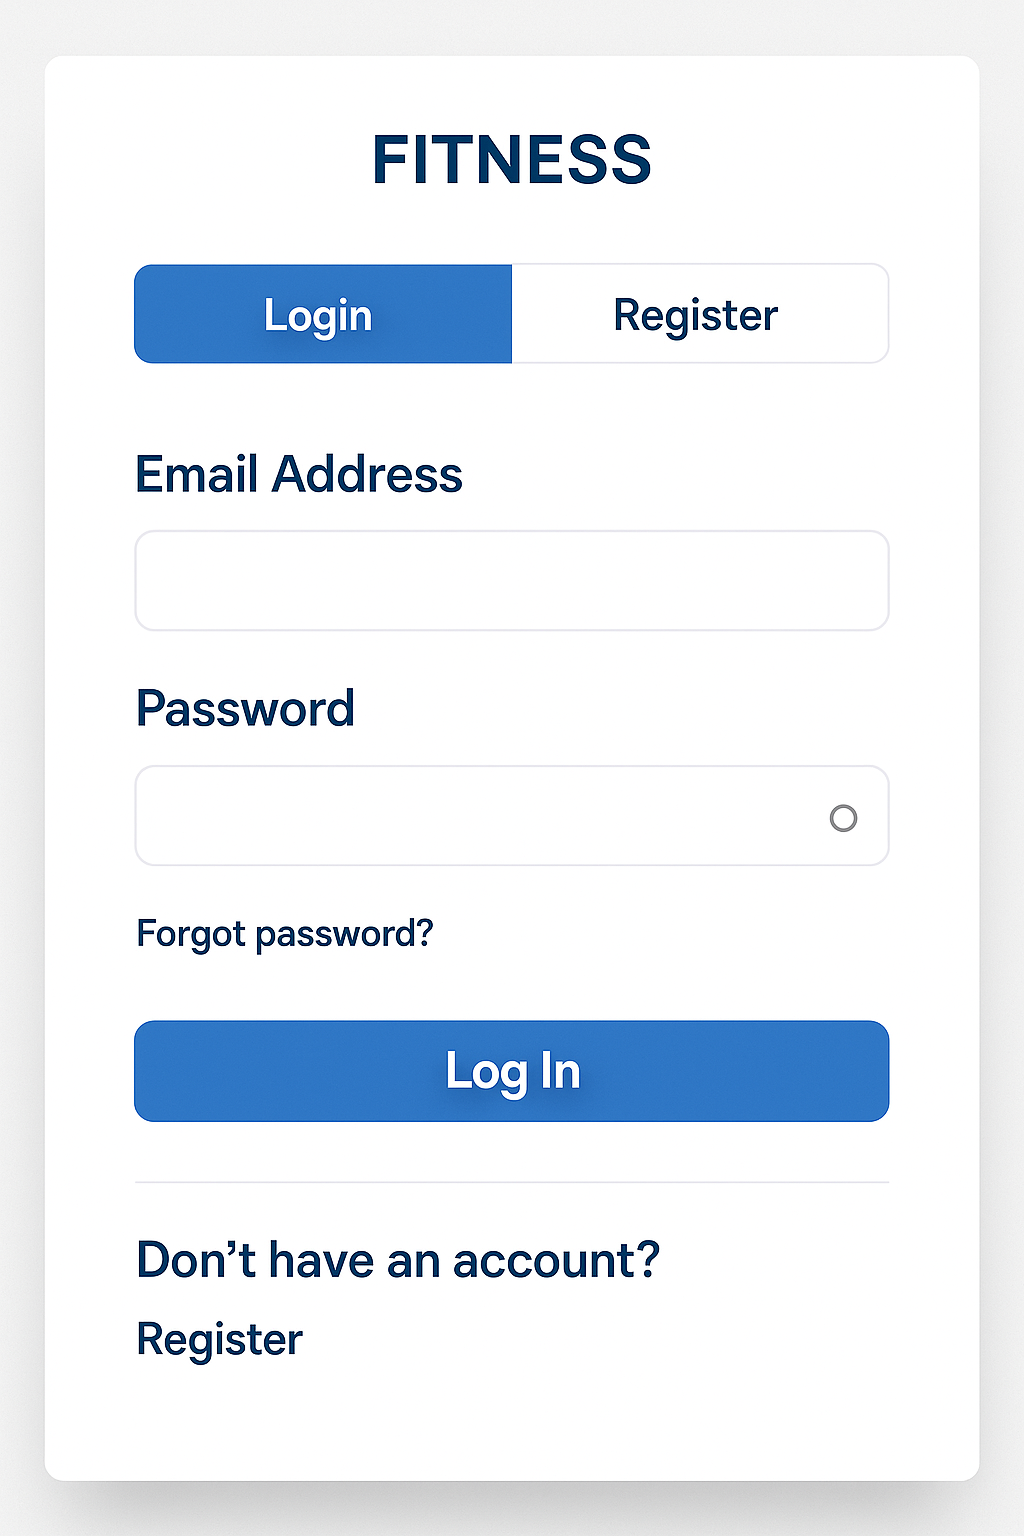 FITNESS
Login Register
Email Address
Password
Forgot password?
Log In
Don’t have an account?
Register